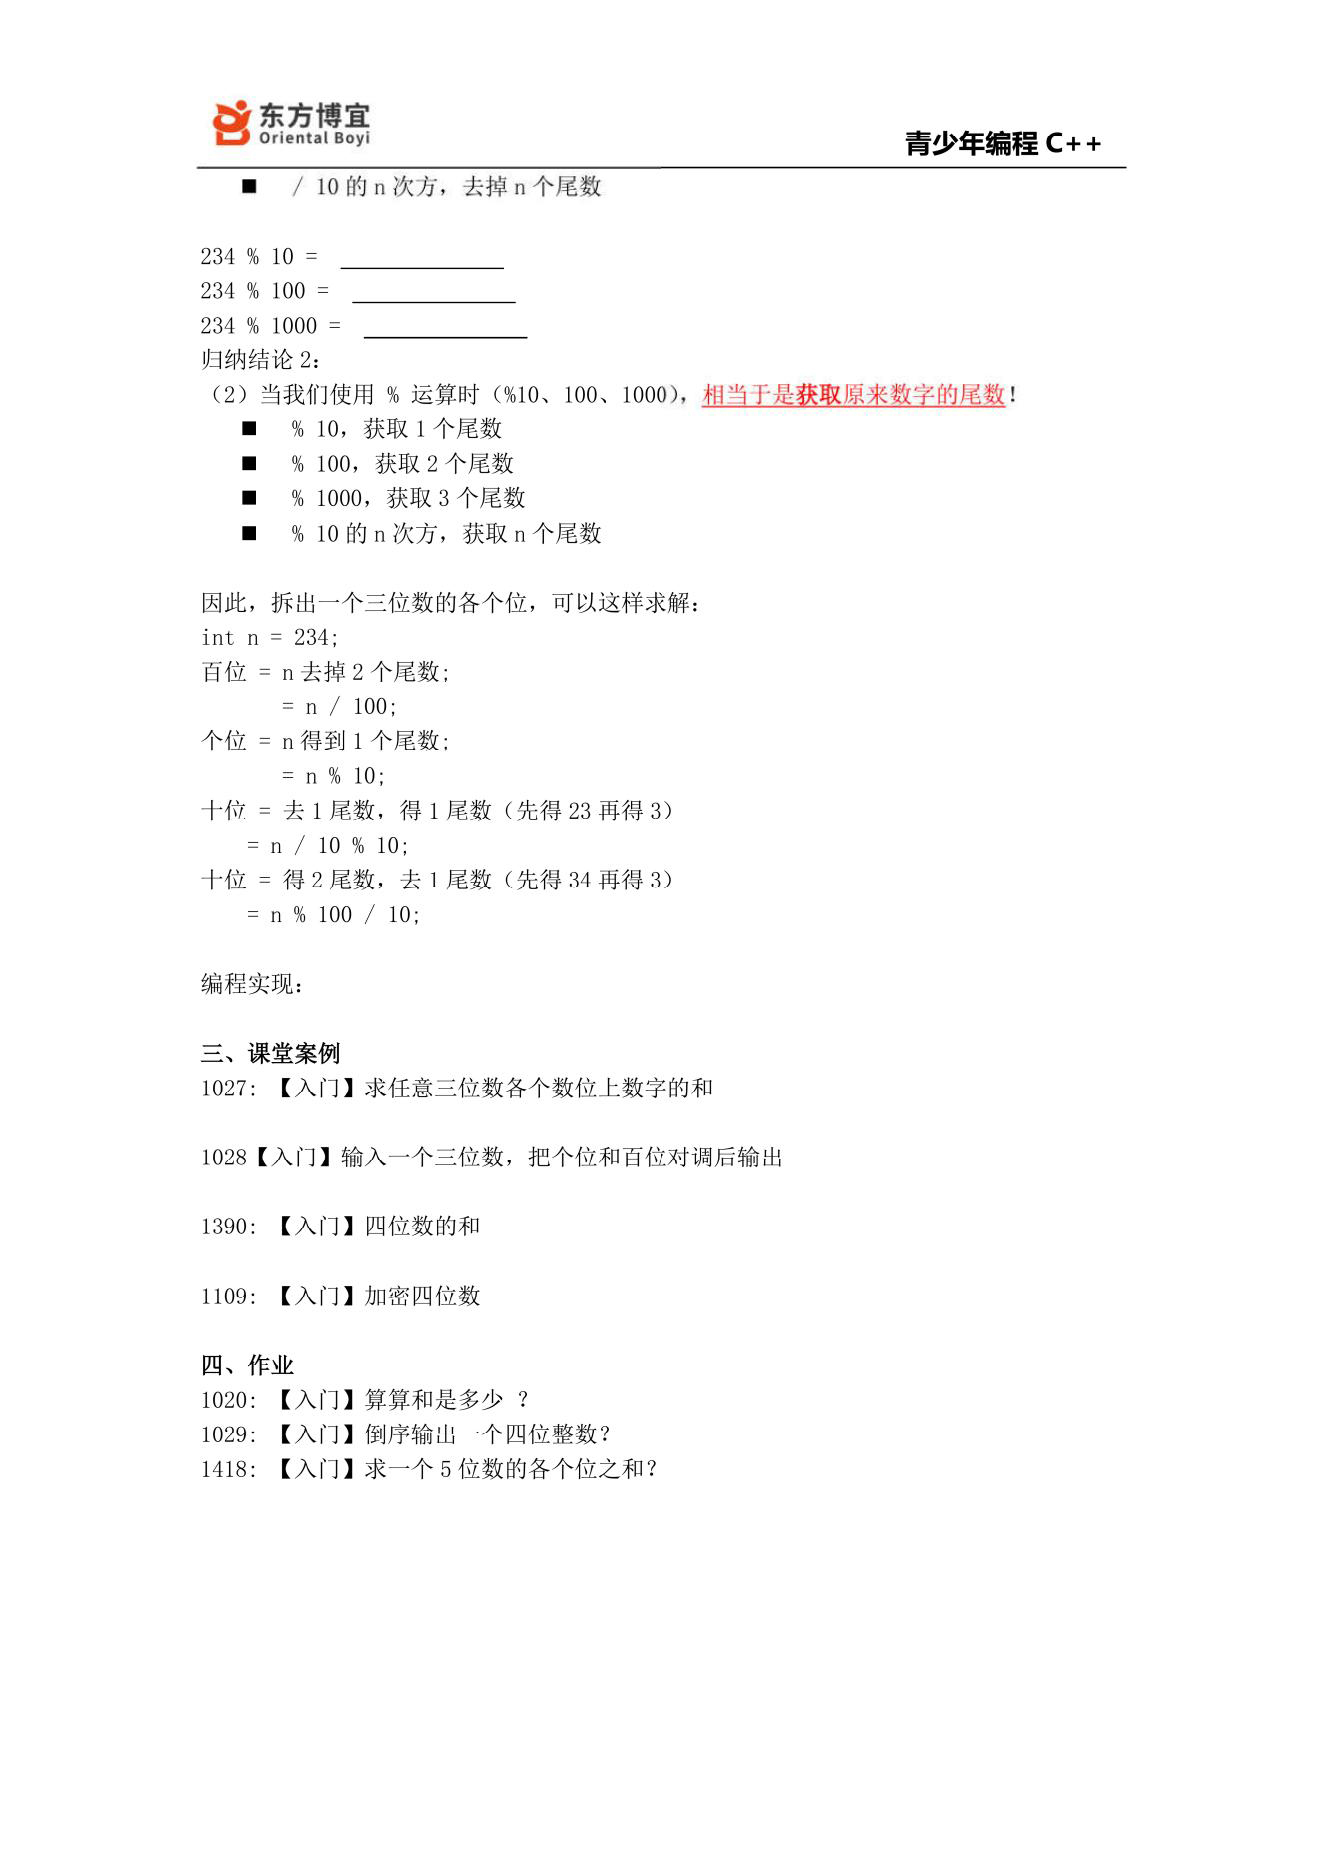 东方博宜
Oriental Boyi
青少年编程 C++
■ / 10 的 n 次方，去掉 n 个尾数
234 % 10 =
234 % 100 =
234 % 1000 =
归纳结论 2：
（2）当我们使用 % 运算时（%10、100、1000），相当于是获取原来数字的尾数！
■ % 10，获取 1 个尾数
■ % 100，获取 2 个尾数
■ % 1000，获取 3 个尾数
■ % 10 的 n 次方，获取 n 个尾数
因此，拆出一个三位数的各个位，可以这样求解：
int n = 234;
百位 = n 去掉 2 个尾数;
= n / 100;
个位 = n 得到 1 个尾数;
= n % 10;
十位 = 去 1 尾数，得 1 尾数（先得 23 再得 3）
= n / 10 % 10;
十位 = 得 2 尾数，去 1 尾数（先得 34 再得 3）
= n % 100 / 10;
编程实现：
三、课堂案例
1027: 【入门】求任意三位数各个数位上数字的和
1028【入门】输入一个三位数，把个位和百位对调后输出
1390: 【入门】四位数的和
1109: 【入门】加密四位数
四、作业
1020: 【入门】算算和是多少 ？
1029: 【入门】倒序输出一个四位整数？
1418: 【入门】求一个 5 位数的各个位之和？